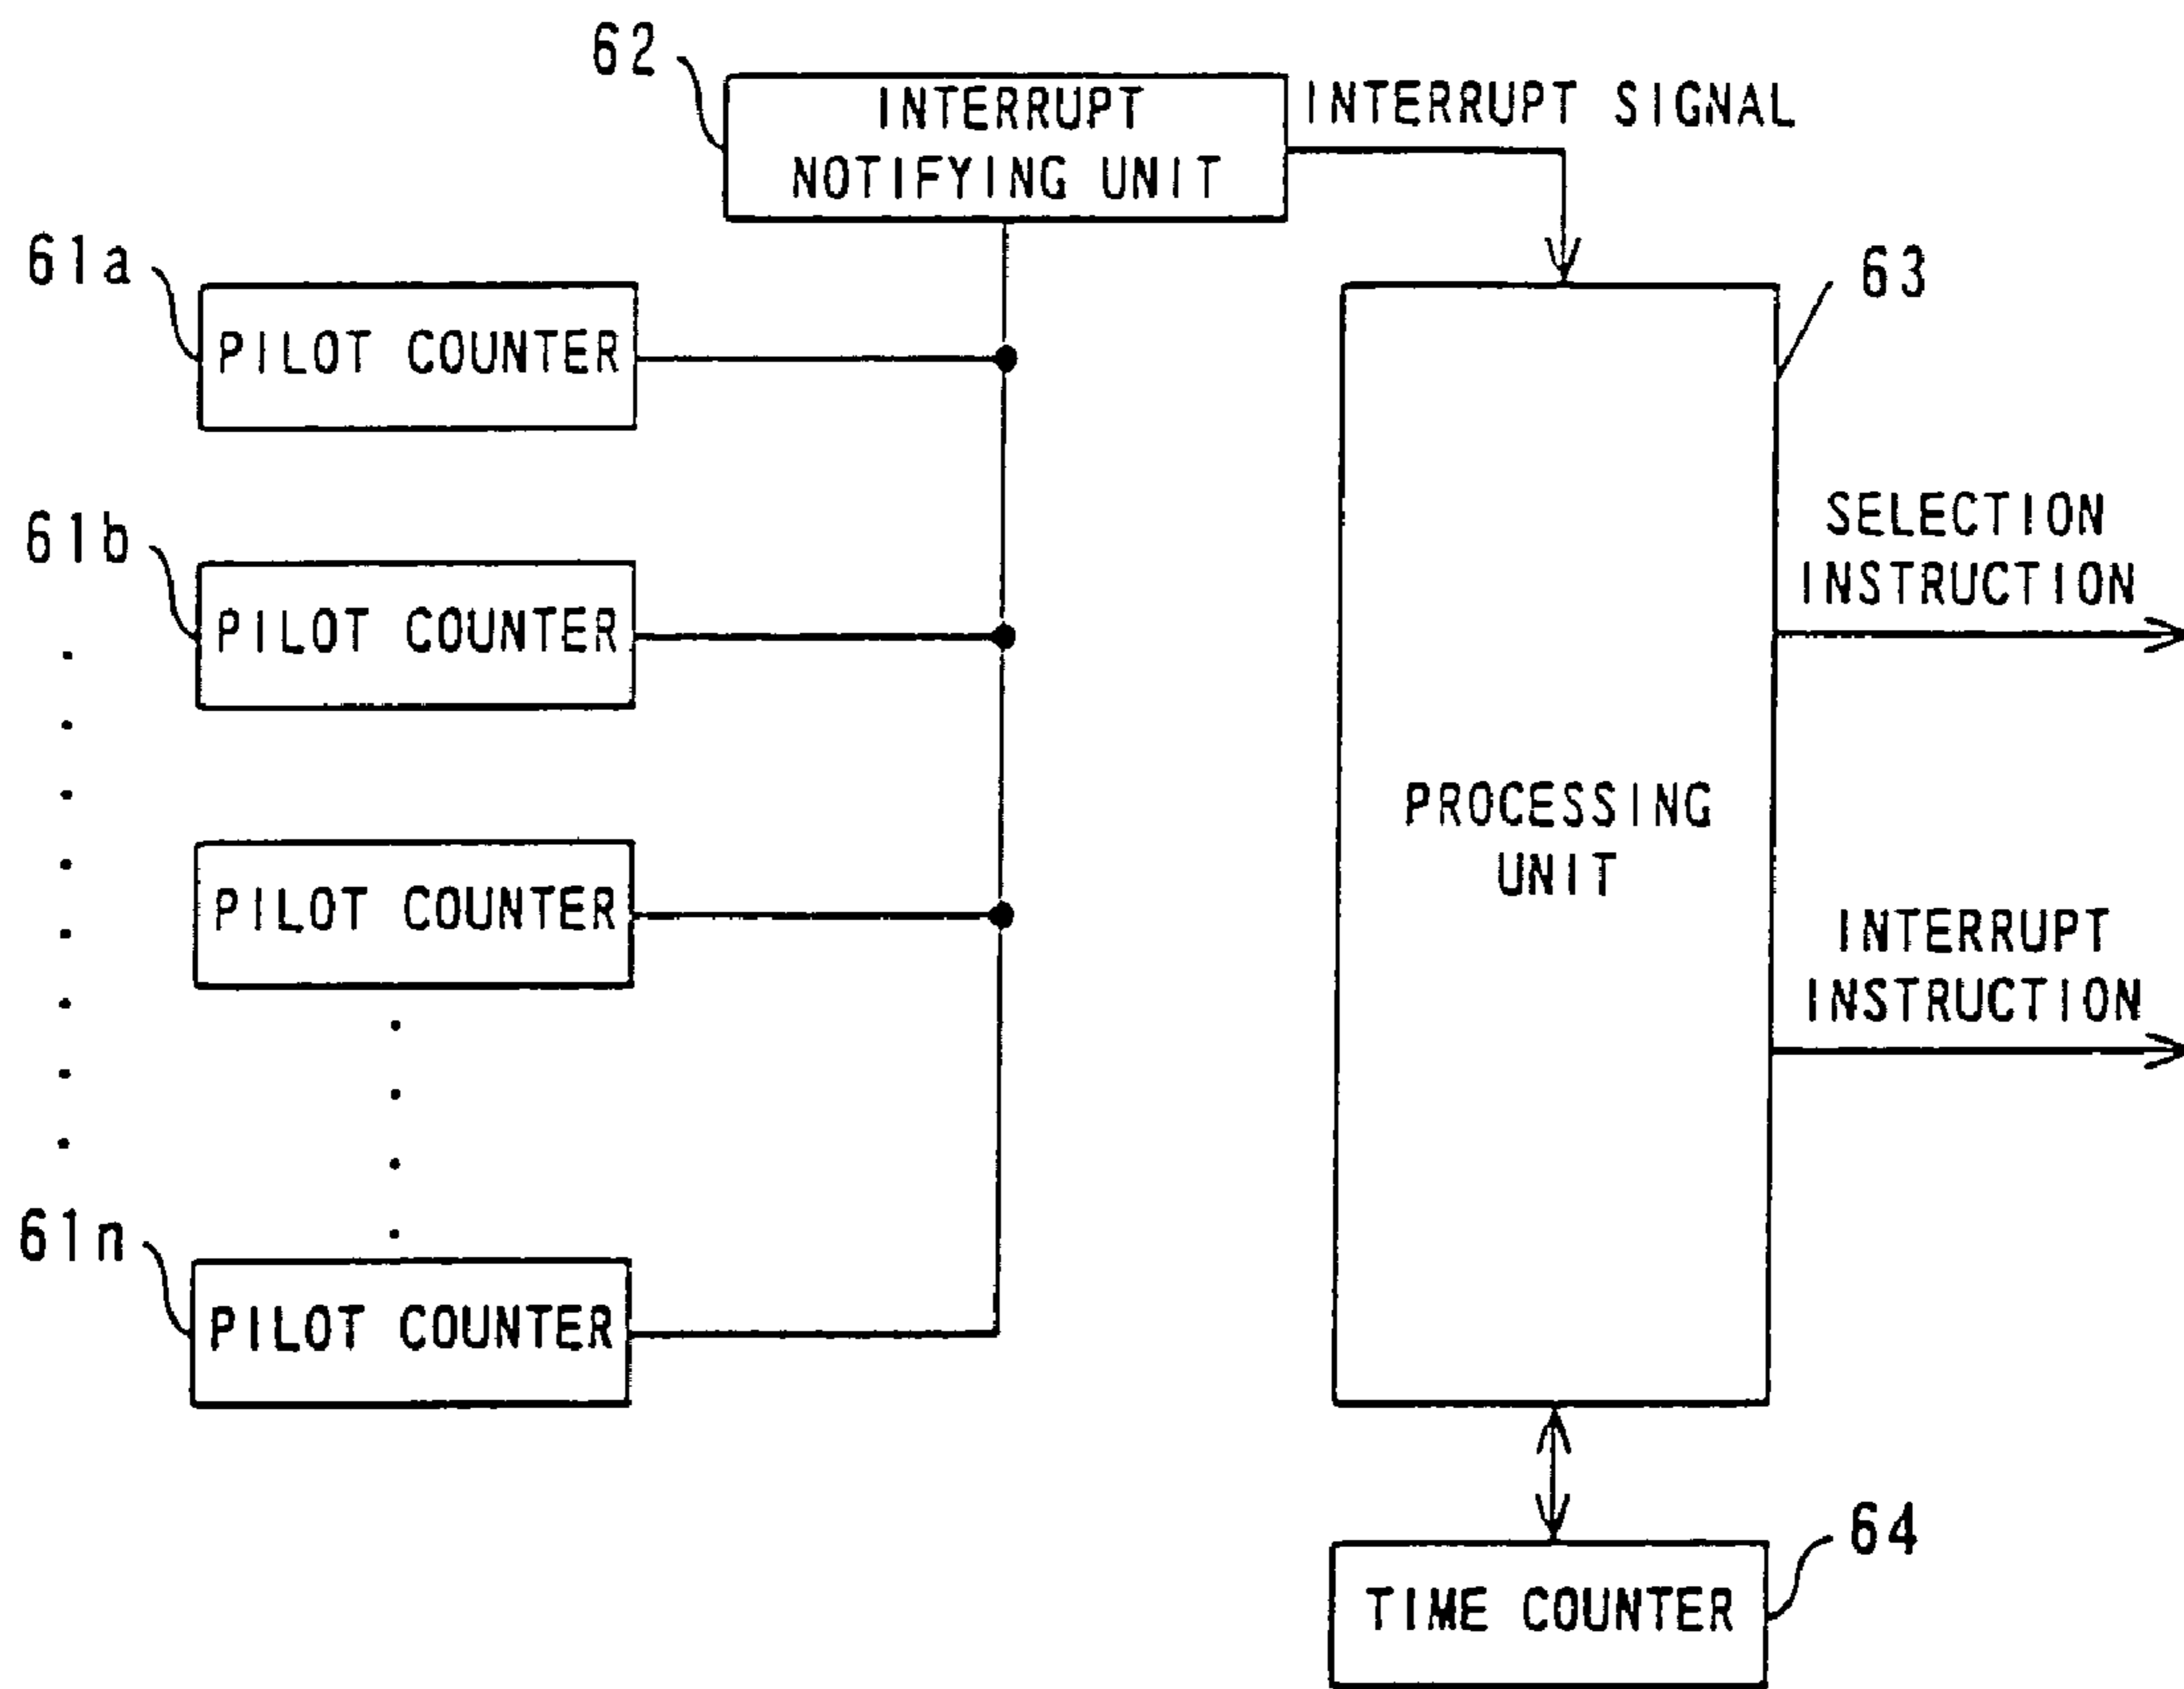 62
INTERRUPT
NOTIFYING UNIT
INTERRUPT SIGNAL
61a
PILOT COUNTER
63
61b
PILOT COUNTER
SELECTION
INSTRUCTION
PILOT COUNTER
PROCESSING
UNIT
INTERRUPT
INSTRUCTION
61n
PILOT COUNTER
64
TIME COUNTER